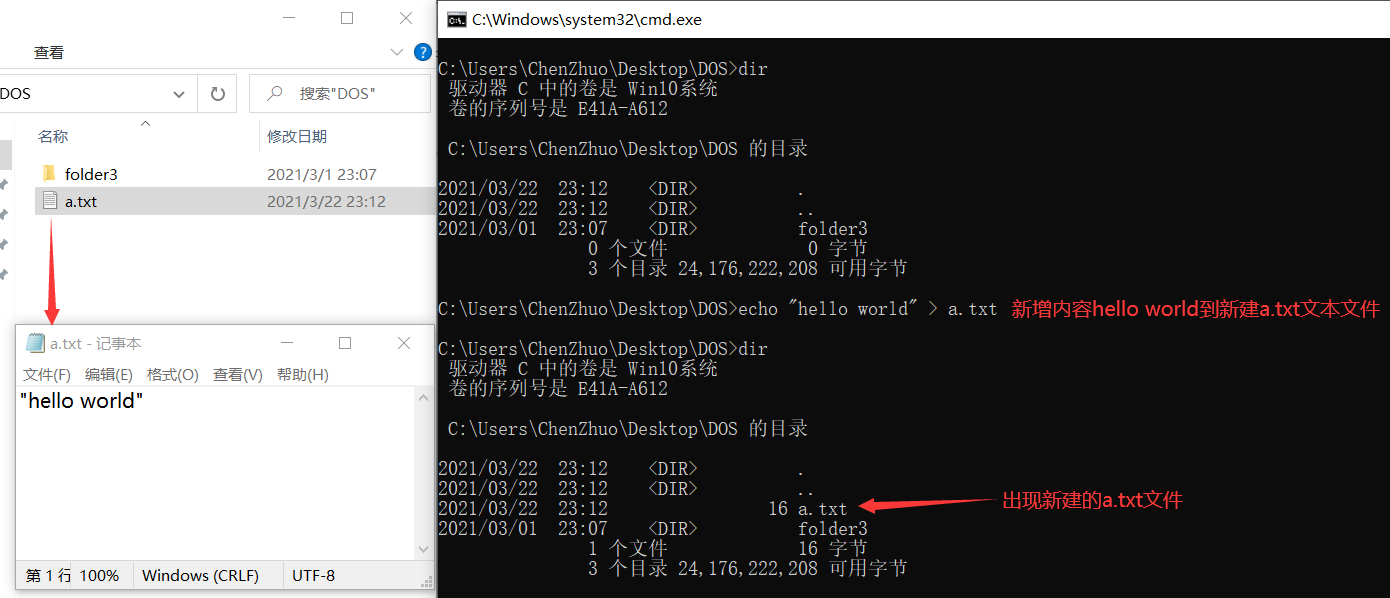 查看
DOS
搜索"DOS"
名称
修改日期
folder3
2021/3/1 23:07
a.txt
2021/3/22 23:12
a.txt - 记事本
文件(F) 编辑(E) 格式(O) 查看(V) 帮助(H)
"hello world"
第 1 行 100% Windows (CRLF) UTF-8
C:\Windows\system32\cmd.exe
C:\Users\ChenZhuo\Desktop\DOS>dir
驱动器 C 中的卷是 Win10系统
卷的序列号是 E41A-A612
C:\Users\ChenZhuo\Desktop\DOS 的目录
2021/03/22 23:12 <DIR> .
2021/03/22 23:12 <DIR> ..
2021/03/01 23:07 <DIR> folder3
0 个文件 0 字节
3 个目录 24,176,222,208 可用字节
C:\Users\ChenZhuo\Desktop\DOS>echo "hello world" > a.txt 新增内容hello world到新建a.txt文本文件
C:\Users\ChenZhuo\Desktop\DOS>dir
驱动器 C 中的卷是 Win10系统
卷的序列号是 E41A-A612
C:\Users\ChenZhuo\Desktop\DOS 的目录
2021/03/22 23:12 <DIR> .
2021/03/22 23:12 <DIR> ..
2021/03/22 23:12 16 a.txt 出现新建的a.txt文件
2021/03/01 23:07 <DIR> folder3
1 个文件 16 字节
3 个目录 24,176,222,208 可用字节